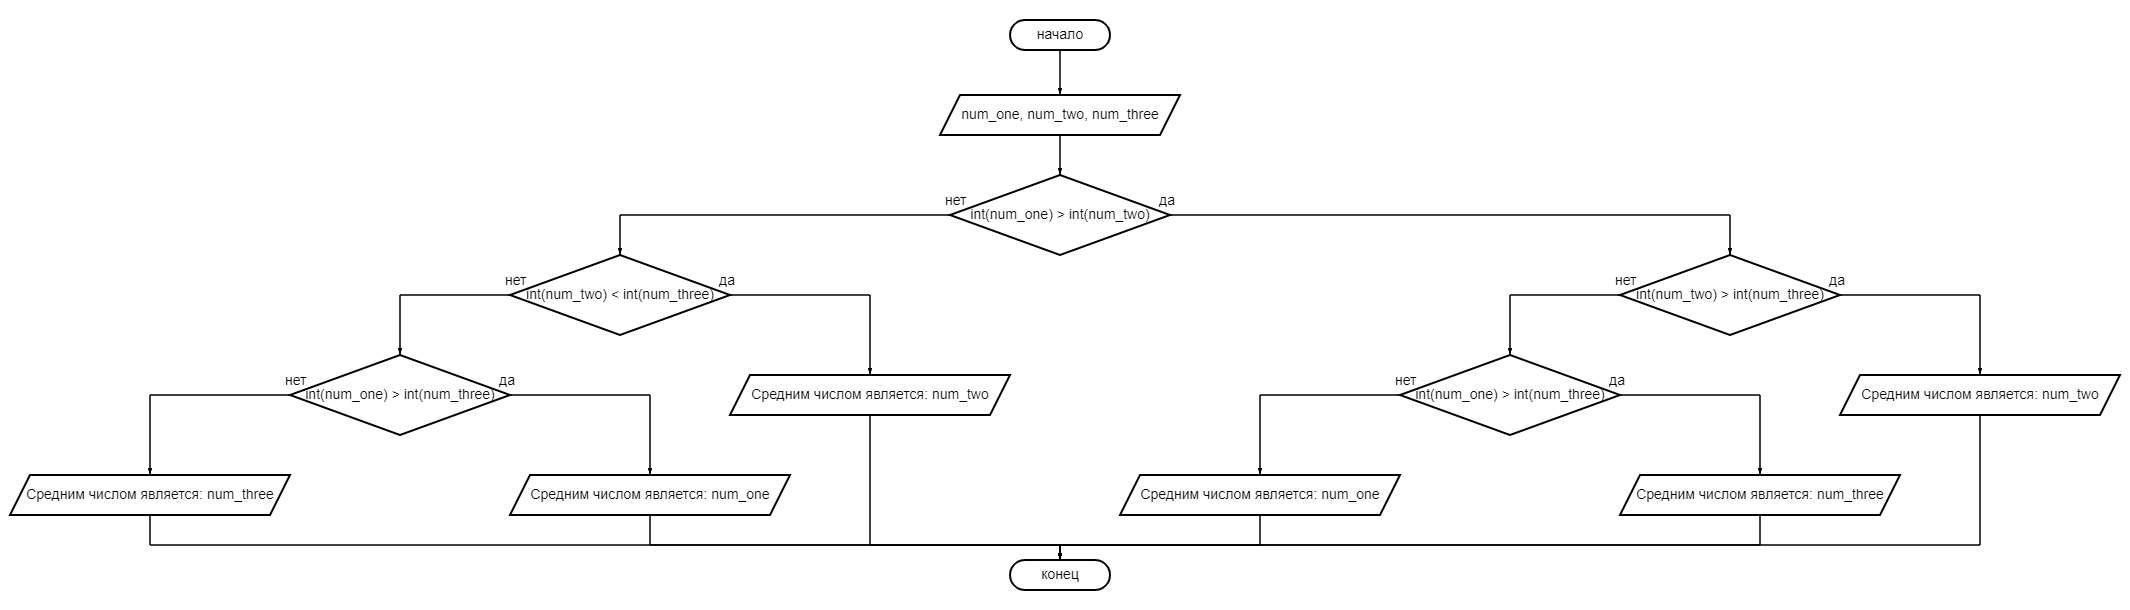 начало
num_one, num_two, num_three
нет
да
int(num_one) > int(num_two)
нет
да
int(num_two) < int(num_three)
нет
да
int(num_two) > int(num_three)
нет
да
int(num_one) > int(num_three)
Средним числом является: num_two
нет
да
int(num_one) > int(num_three)
Средним числом является: num_two
Средним числом является: num_three
Средним числом является: num_one
Средним числом является: num_one
Средним числом является: num_three
конец